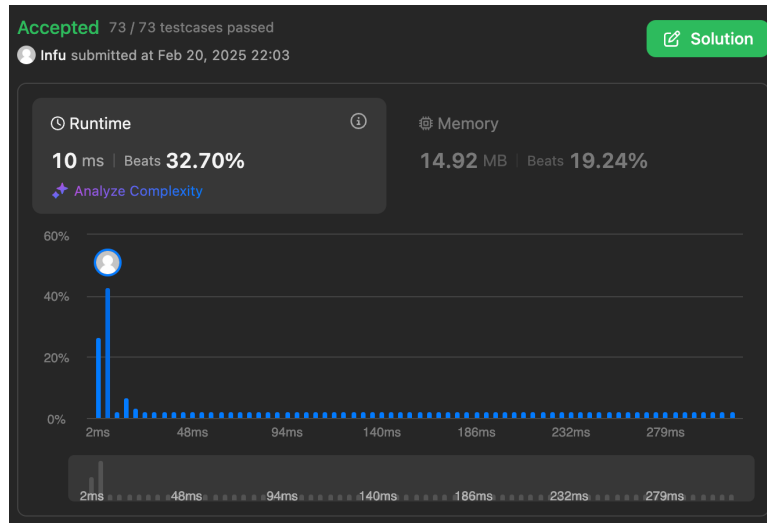 Accepted 73 / 73 testcases passed
Solution
Infu submitted at Feb 20, 2025 22:03
Runtime
Memory
10 ms | Beats 32.70%
14.92 MB | Beats 19.24%
Analyze Complexity
60%
40%
20%
0%
2ms 48ms 94ms 140ms 186ms 232ms 279ms
2ms 48ms 94ms 140ms 186ms 232ms 279ms